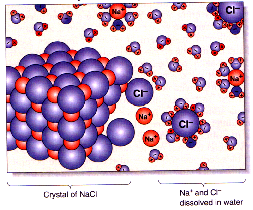 Na⁺
Cl⁻
Na⁺
Cl⁻
Na⁺
Cl⁻
Na⁺
Crystal of NaCl
Na⁺ and Cl⁻
dissolved in water